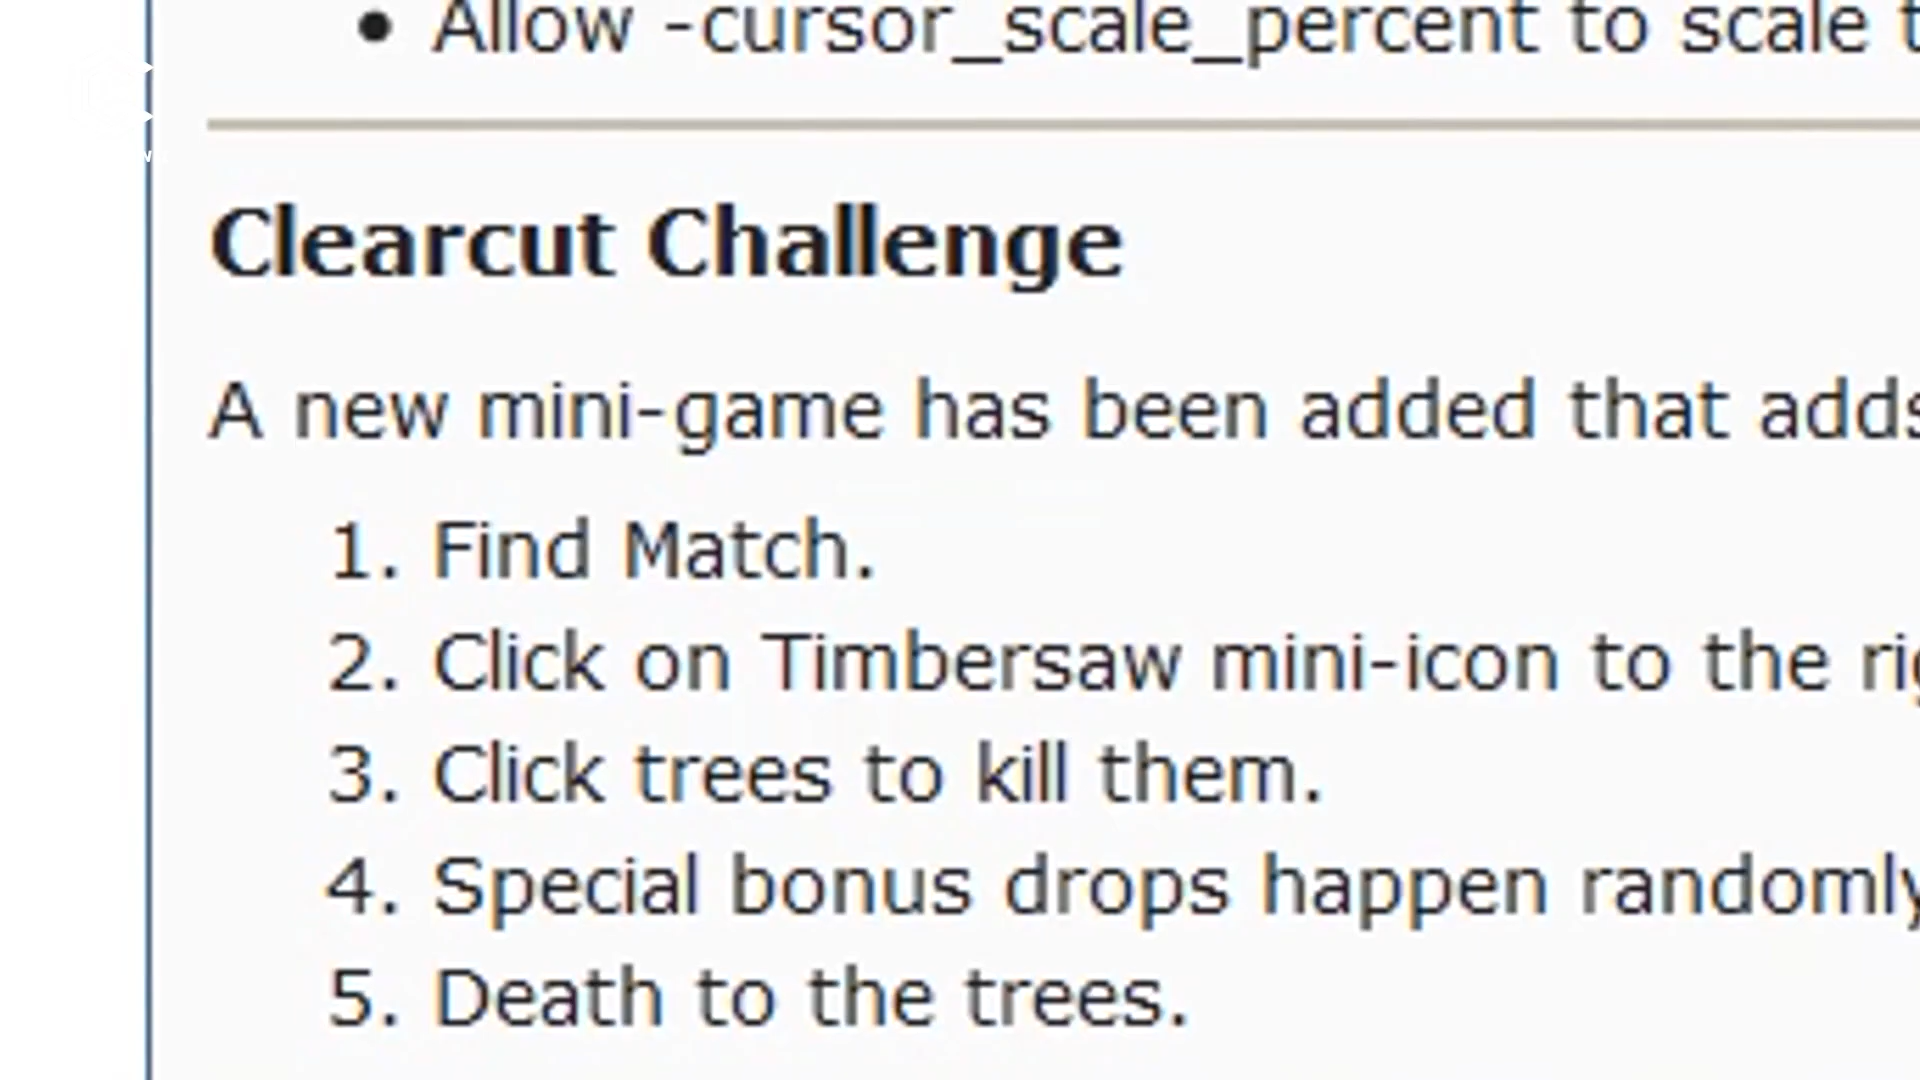 • Allow -cursor_scale_percent to scale
Clearcut Challenge
A new mini-game has been added that adds
1. Find Match.
2. Click on Timbersaw mini-icon to the
3. Click trees to kill them.
4. Special bonus drops happen randomly
5. Death to the trees.